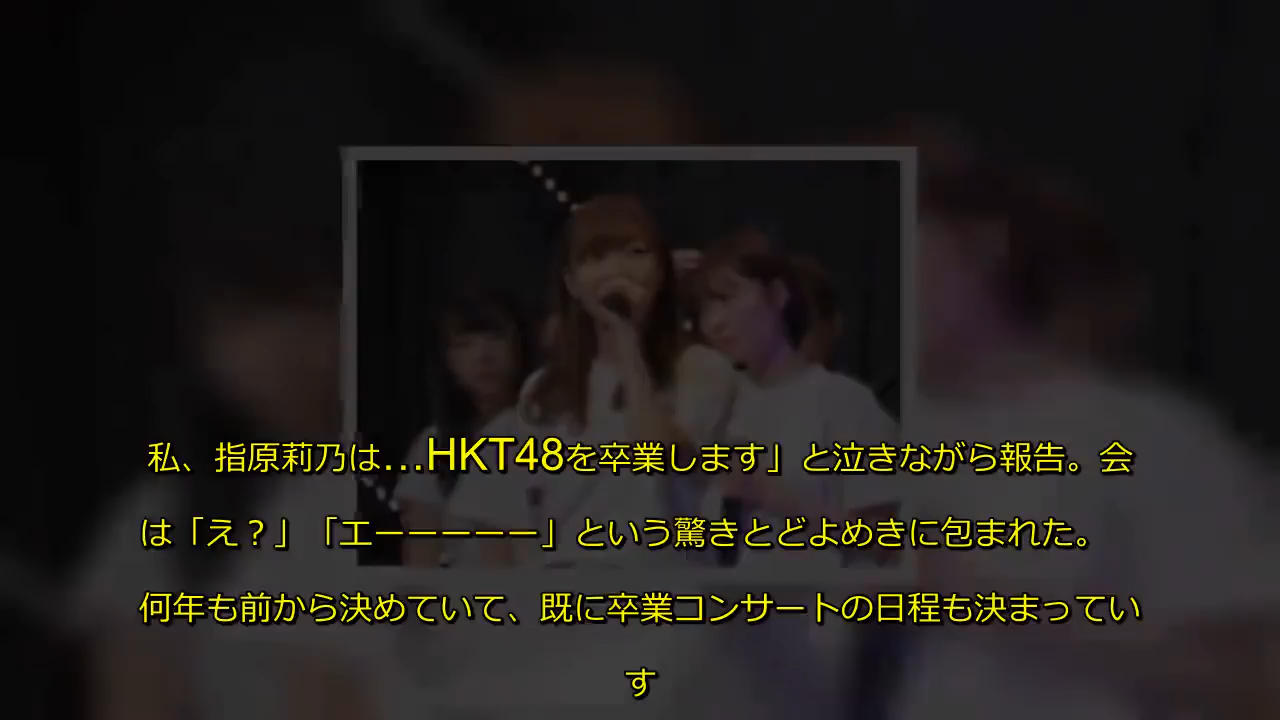 私、指原莉乃は…HKT48を卒業します」と泣きながら報告。会
は「え？」「エーーーーー」という驚きとどよめきに包まれた。
何年も前から決めていて、既に卒業コンサートの日程も決まってい
す